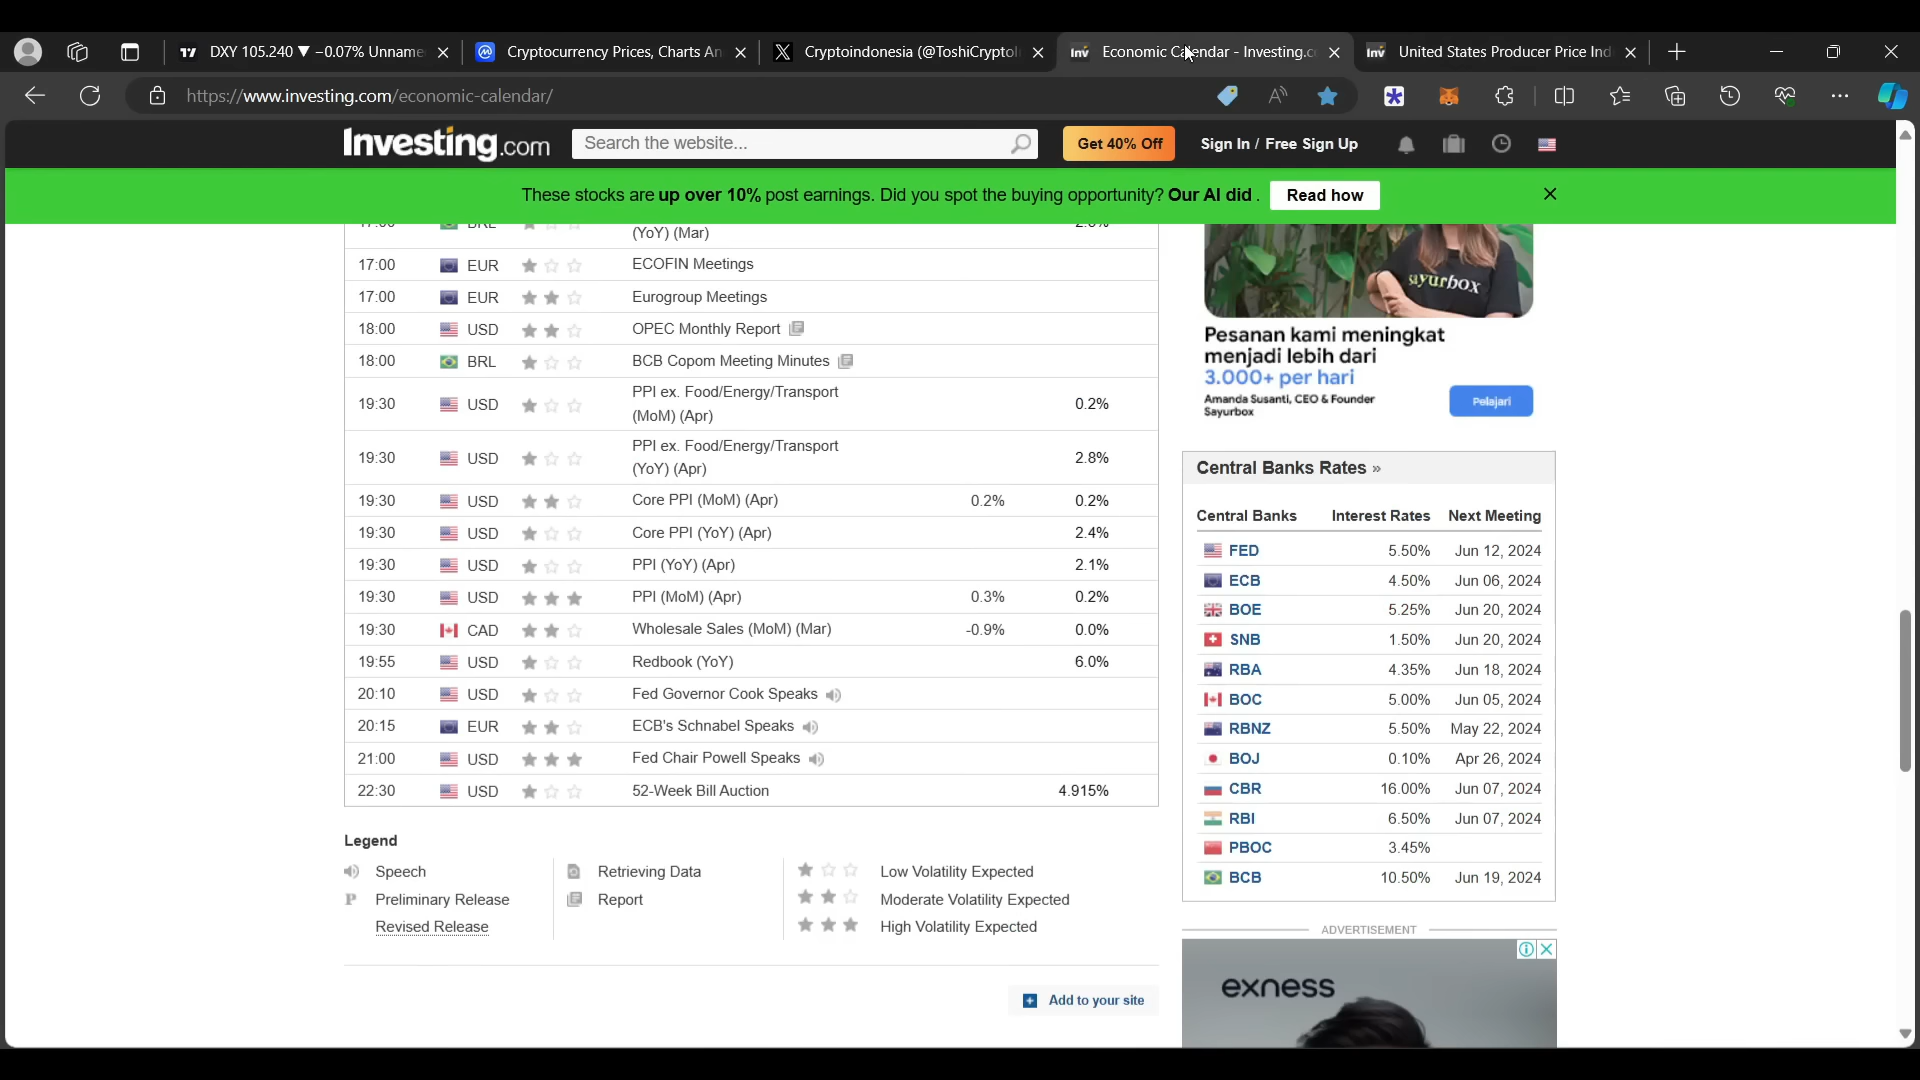 DXY 105.240 ▼ −0.07% Unname
Cryptocurrency Prices, Charts An
Cryptoindonesia (@ToshiCryptoI
Economic Calendar - Investing.c
United States Producer Price Ind
https://www.investing.com/economic-calendar/
Investing.com
Search the website...
Get 40% Off
Sign In / Free Sign Up
These stocks are up over 10% post earnings. Did you spot the buying opportunity? Our AI did .
Read how
(YoY) (Mar)
17:00 EUR ECOFIN Meetings
17:00 EUR Eurogroup Meetings
18:00 USD OPEC Monthly Report
18:00 BRL BCB Copom Meeting Minutes
19:30 USD PPI ex. Food/Energy/Transport
(MoM) (Apr) 0.2%
19:30 USD PPI ex. Food/Energy/Transport
(YoY) (Apr) 2.8%
19:30 USD Core PPI (MoM) (Apr) 0.2% 0.2%
19:30 USD Core PPI (YoY) (Apr) 2.4%
19:30 USD PPI (YoY) (Apr) 2.1%
19:30 USD PPI (MoM) (Apr) 0.3% 0.2%
19:30 CAD Wholesale Sales (MoM) (Mar) -0.9% 0.0%
19:55 USD Redbook (YoY) 6.0%
20:10 USD Fed Governor Cook Speaks
20:15 EUR ECB's Schnabel Speaks
21:00 USD Fed Chair Powell Speaks
22:30 USD 52-Week Bill Auction 4.915%
Legend
Speech
P Preliminary Release
Revised Release
Retrieving Data
Report
Low Volatility Expected
Moderate Volatility Expected
High Volatility Expected
Add to your site
sayurbox
Pesanan kami meningkat
menjadi lebih dari
3.000+ per hari
Amanda Susanti, CEO & Founder
Sayurbox
Pelajari
Central Banks Rates »
Central Banks Interest Rates Next Meeting
FED 5.50% Jun 12, 2024
ECB 4.50% Jun 06, 2024
BOE 5.25% Jun 20, 2024
SNB 1.50% Jun 20, 2024
RBA 4.35% Jun 18, 2024
BOC 5.00% Jun 05, 2024
RBNZ 5.50% May 22, 2024
BOJ 0.10% Apr 26, 2024
CBR 16.00% Jun 07, 2024
RBI 6.50% Jun 07, 2024
PBOC 3.45%
BCB 10.50% Jun 19, 2024
ADVERTISEMENT
exness